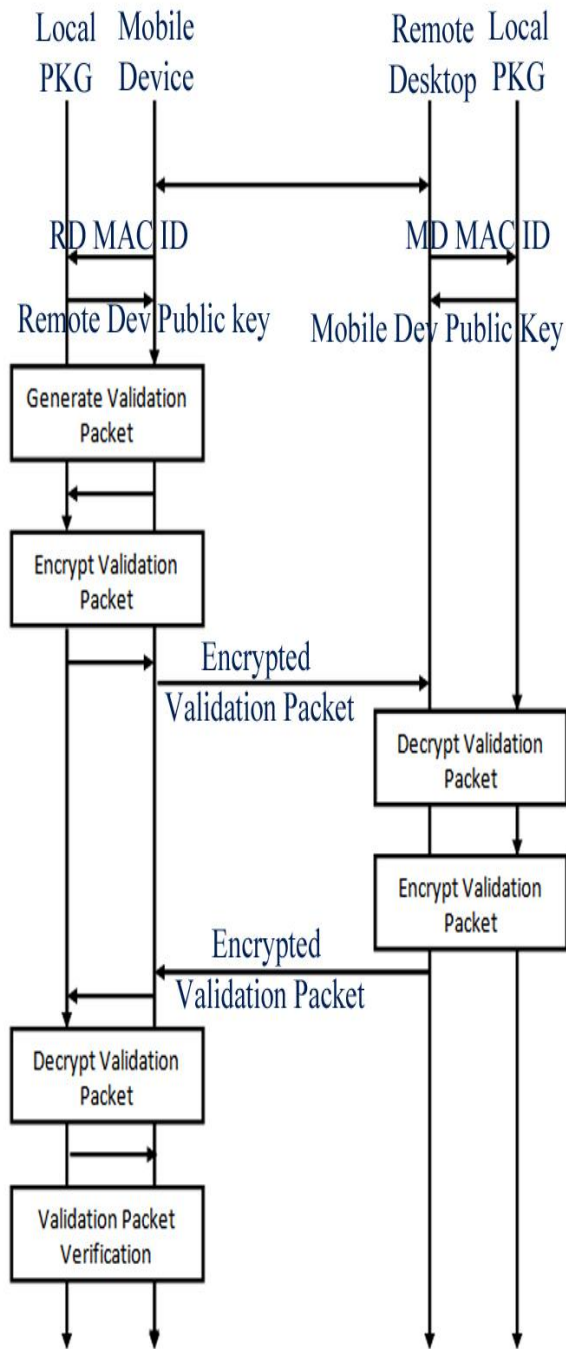 Local
PKG
Mobile
Device
Remote
Desktop
Local
PKG
RD MAC ID
MD MAC ID
Remote Dev Public key
Mobile Dev Public Key
Generate Validation
Packet
Encrypt Validation
Packet
Encrypted
Validation Packet
Decrypt Validation
Packet
Encrypt Validation
Packet
Encrypted
Validation Packet
Decrypt Validation
Packet
Validation Packet
Verification